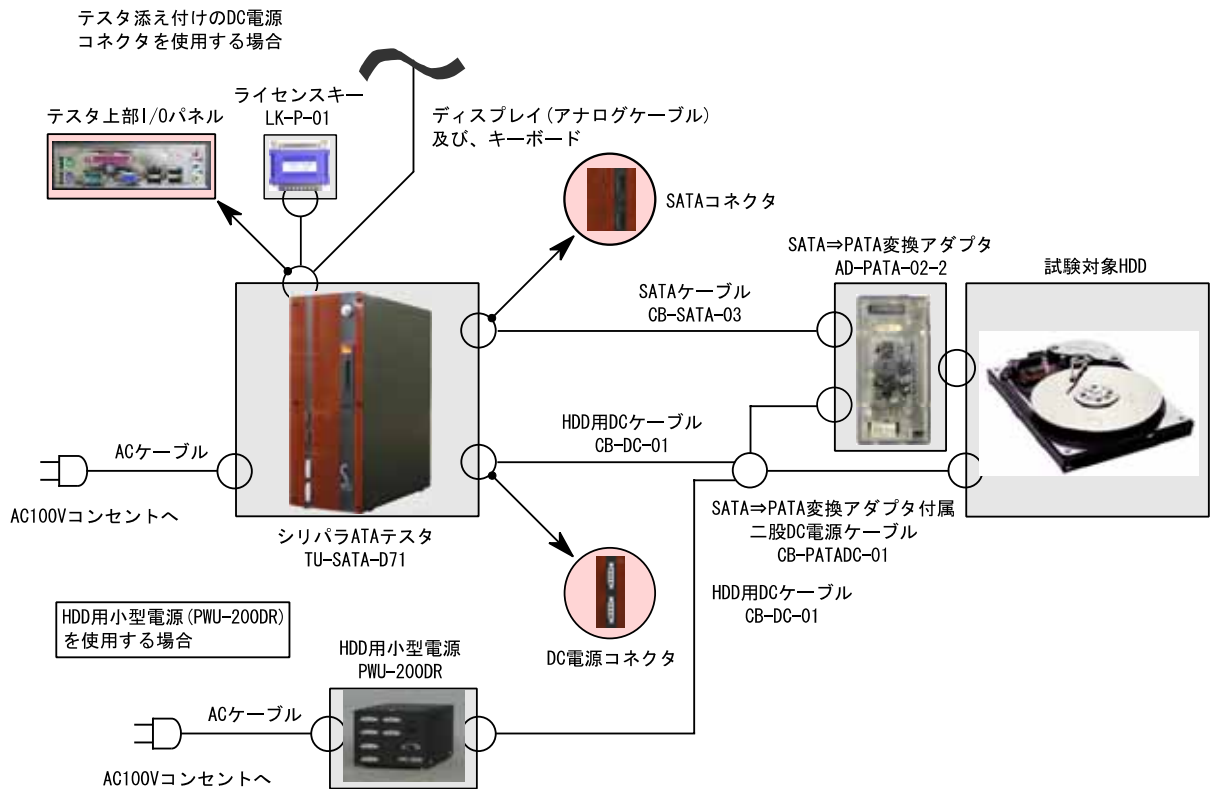 テスタ添え付けのDC電源
コネクタを使用する場合
ライセンスキー
LK-P-01
テスタ上部I/Oパネル
ディスプレイ(アナログケーブル)
及び、キーボード
SATAコネクタ
SATA⇒PATA変換アダプタ
AD-PATA-02-2
試験対象HDD
SATAケーブル
CB-SATA-03
HDD用DCケーブル
CB-DC-01
ACケーブル
AC100Vコンセントへ
シリパラATAテスタ
TU-SATA-D71
SATA⇒PATA変換アダプタ付属
二股DC電源ケーブル
CB-PATADC-01
HDD用DCケーブル
CB-DC-01
DC電源コネクタ
HDD用小型電源(PWU-200DR)
を使用する場合
HDD用小型電源
PWU-200DR
ACケーブル
AC100Vコンセントへ